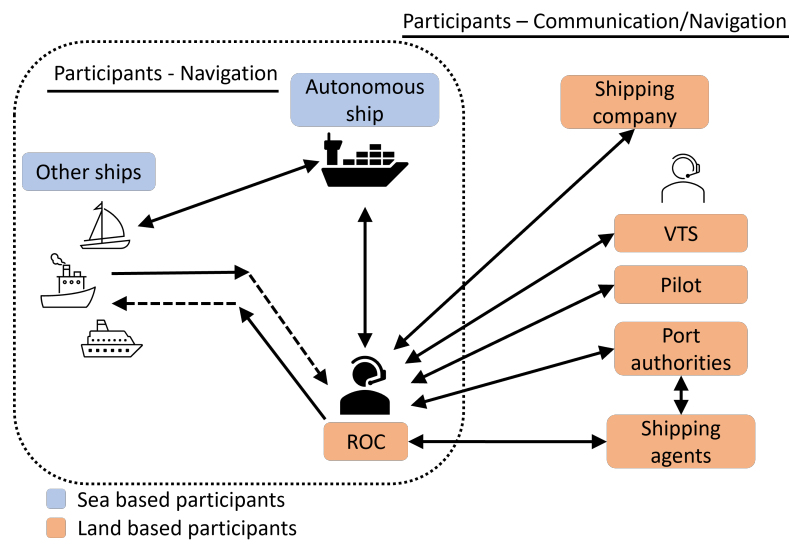 Participants – Communication/Navigation
Participants - Navigation
Autonomous
ship
Shipping
company
Other ships
VTS
Pilot
Port
authorities
ROC
Shipping
agents
Sea based participants
Land based participants